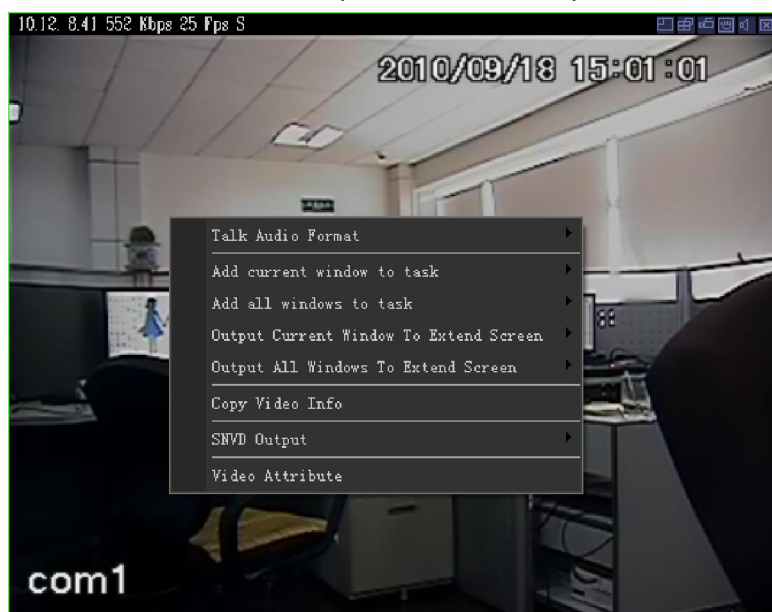 10.12. 8.41 552 Kbps 25 Fps S
2010/09/18 15:01:01
Talk Audio Format
Add current window to task
Add all windows to task
Output Current Window To Extend Screen
Output All Windows To Extend Screen
Copy Video Info
SNVD Output
Video Attribute
com1